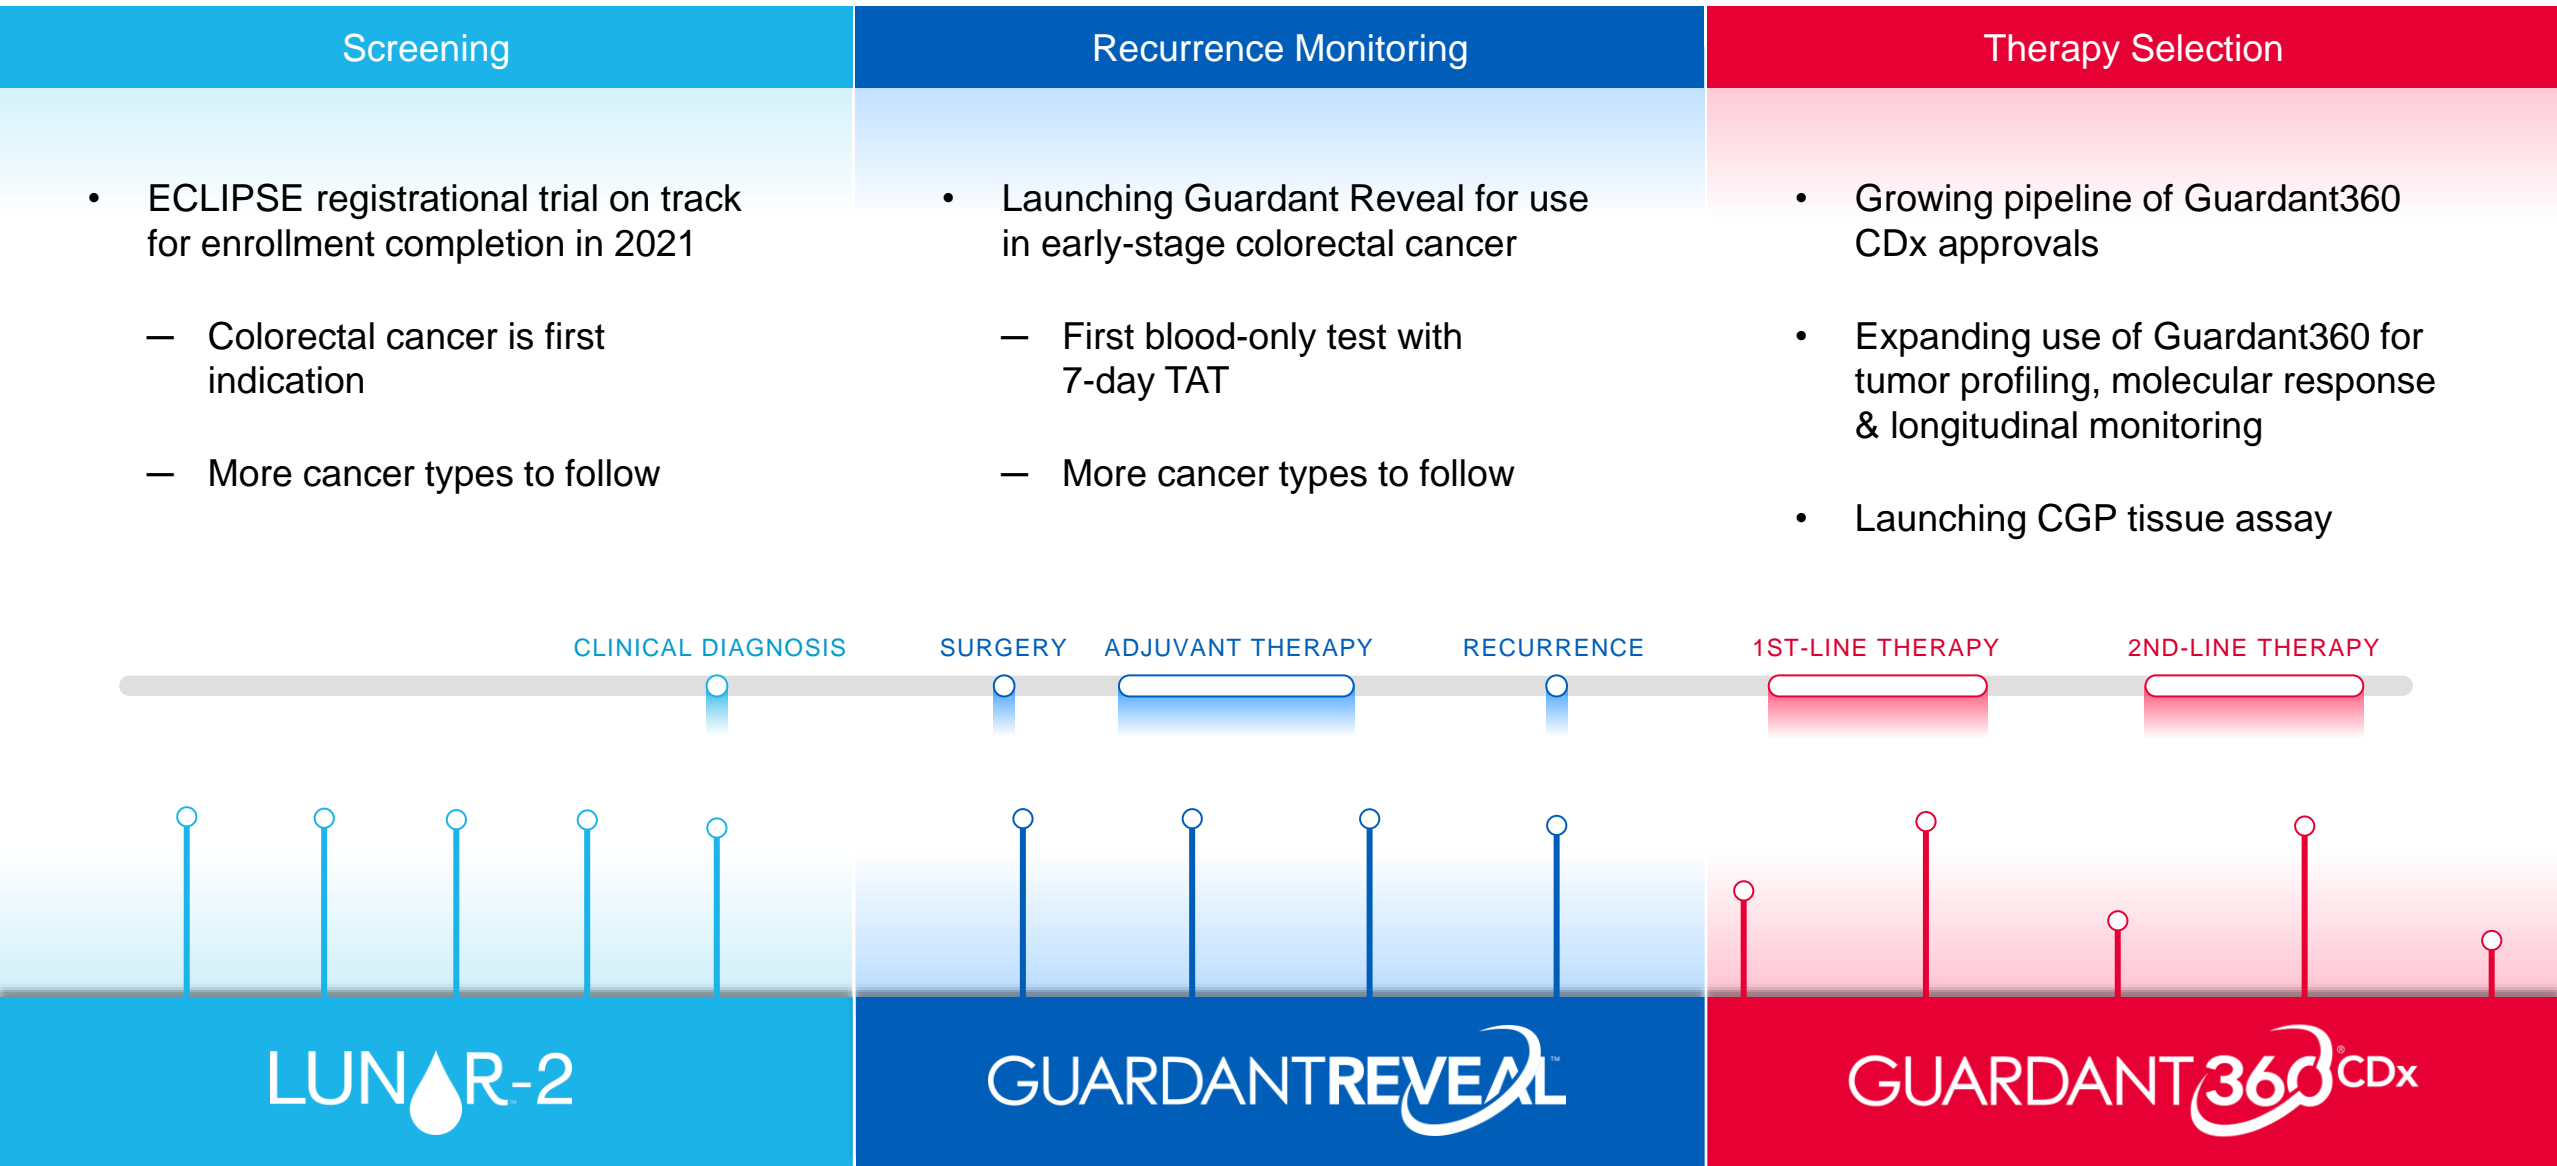 Screening
• ECLIPSE registrational trial on track
for enrollment completion in 2021
– Colorectal cancer is first
indication
– More cancer types to follow
Recurrence Monitoring
• Launching Guardant Reveal for use
in early-stage colorectal cancer
– First blood-only test with
7-day TAT
– More cancer types to follow
Therapy Selection
• Growing pipeline of Guardant360
CDx approvals
• Expanding use of Guardant360 for
tumor profiling, molecular response
& longitudinal monitoring
• Launching CGP tissue assay
CLINICAL DIAGNOSIS
SURGERY
ADJUVANT THERAPY
RECURRENCE
1ST-LINE THERAPY
2ND-LINE THERAPY
LUNAR-2
GUARDANTREVEAL™
GUARDANT360®CDx